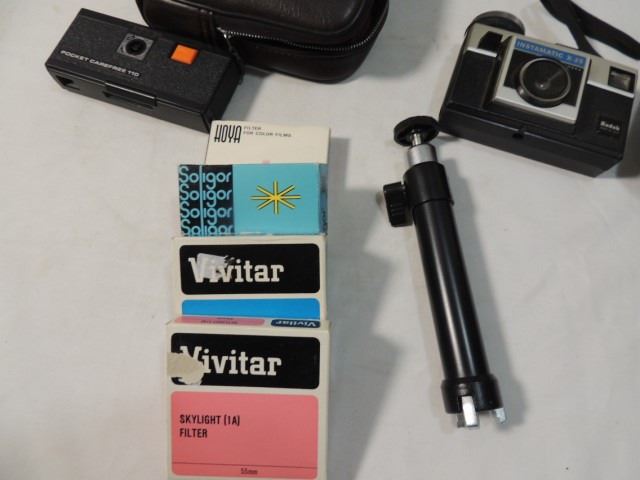 POCKET CAREFREE 110
INSTAMATIC X-35
Kodak
HOYA
FILTER
FOR COLOR FILMS
Soligor
Soligor
Soligor
Soligor
Vivitar
Vivitar
Vivitar
SKYLIGHT (1A)
FILTER
55mm